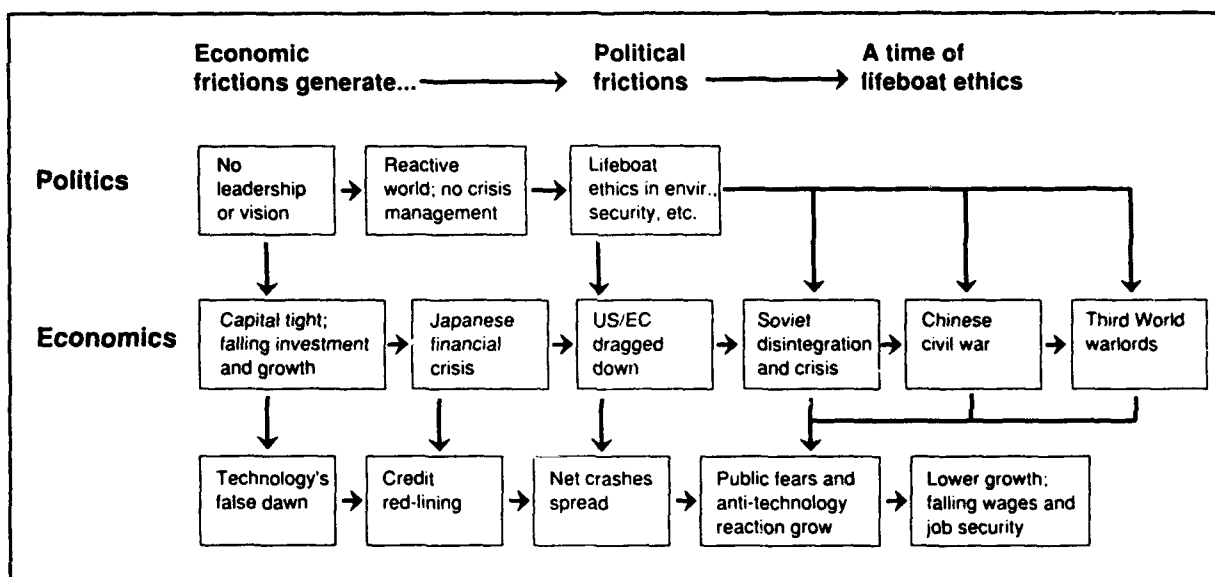 Economic
frictions generate...
Political
frictions
A time of
lifeboat ethics
Politics
No
leadership
or vision
Reactive
world; no crisis
management
Lifeboat
ethics in envir.,
security, etc.
Economics
Capital tight;
falling investment
and growth
Japanese
financial
crisis
US/EC
dragged
down
Soviet
disintegration
and crisis
Chinese
civil war
Third World
warlords
Technology's
false dawn
Credit
red-lining
Net crashes
spread
Public fears and
anti-technology
reaction grow
Lower growth;
falling wages and
job security